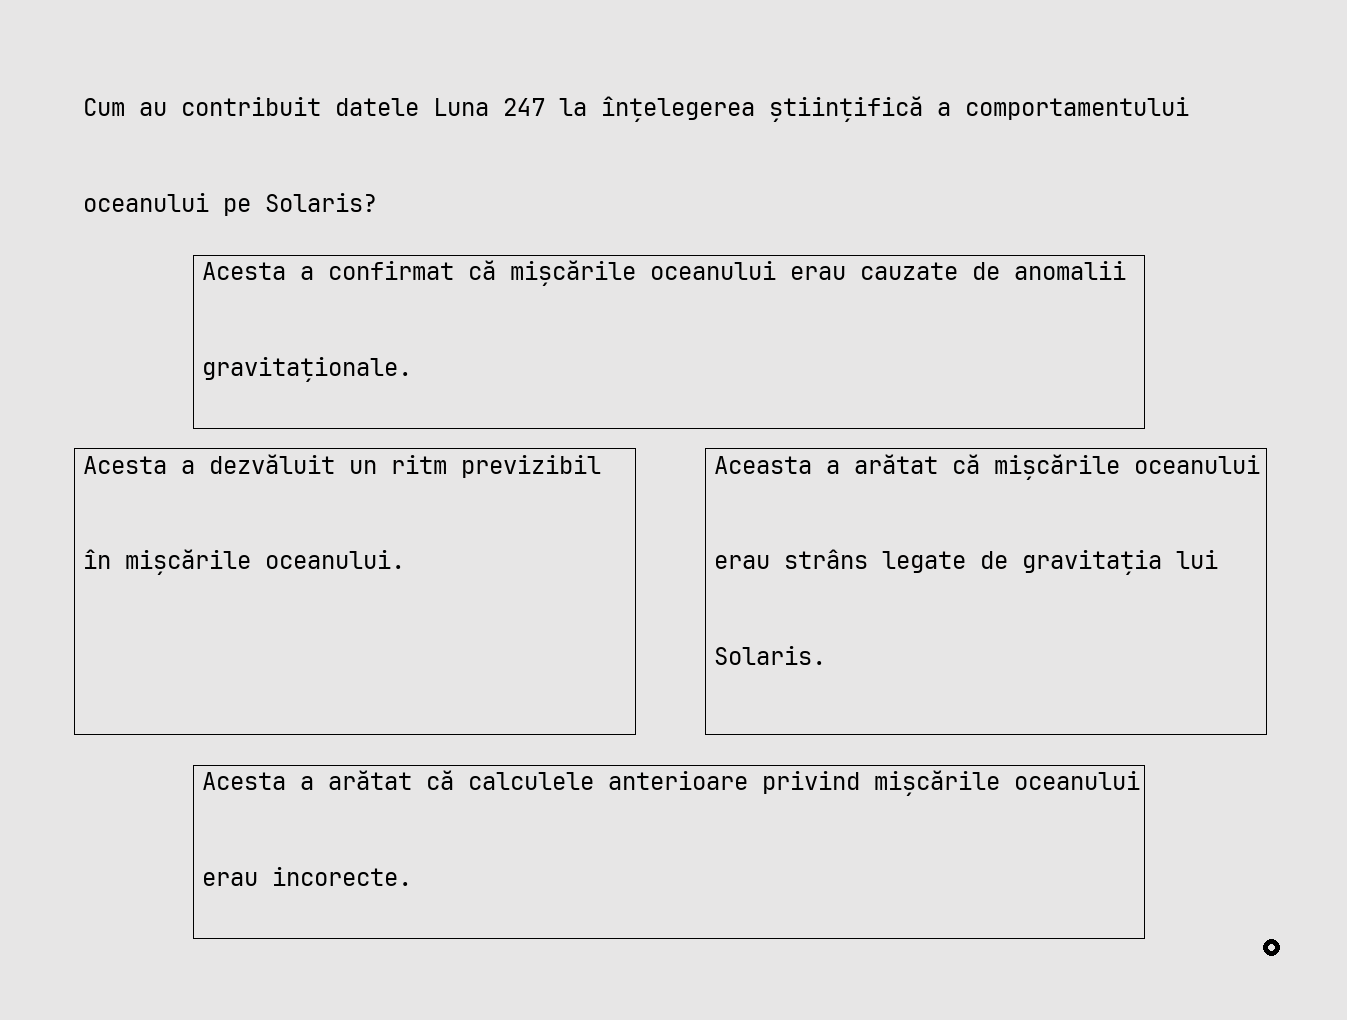 Cum au contribuit datele Luna 247 la înțelegerea științifică a comportamentului
oceanului pe Solaris?
Acesta a confirmat că mișcările oceanului erau cauzate de anomalii
gravitaționale.
Acesta a dezvăluit un ritm previzibil
în mișcările oceanului.
Aceasta a arătat că mișcările oceanului
erau strâns legate de gravitația lui
Solaris.
Acesta a arătat că calculele anterioare privind mișcările oceanului
erau incorecte.